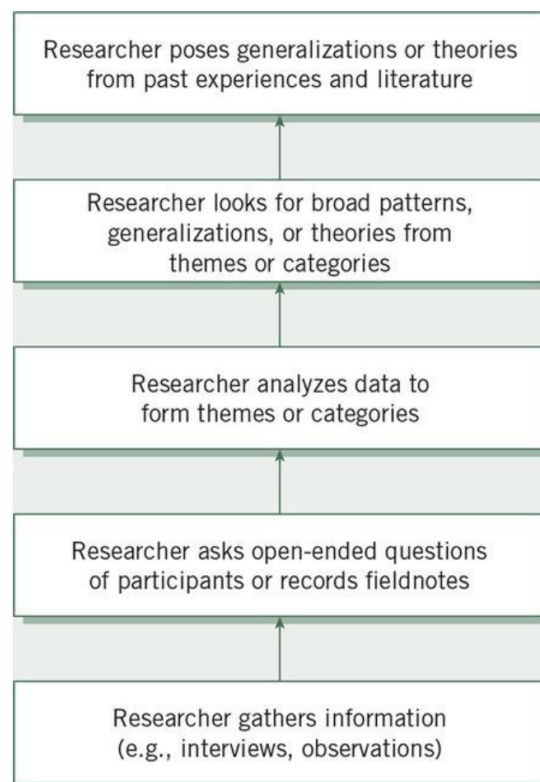 Researcher poses generalizations or theories
from past experiences and literature
Researcher looks for broad patterns,
generalizations, or theories from
themes or categories
Researcher analyzes data to
form themes or categories
Researcher asks open-ended questions
of participants or records fieldnotes
Researcher gathers information
(e.g., interviews, observations)